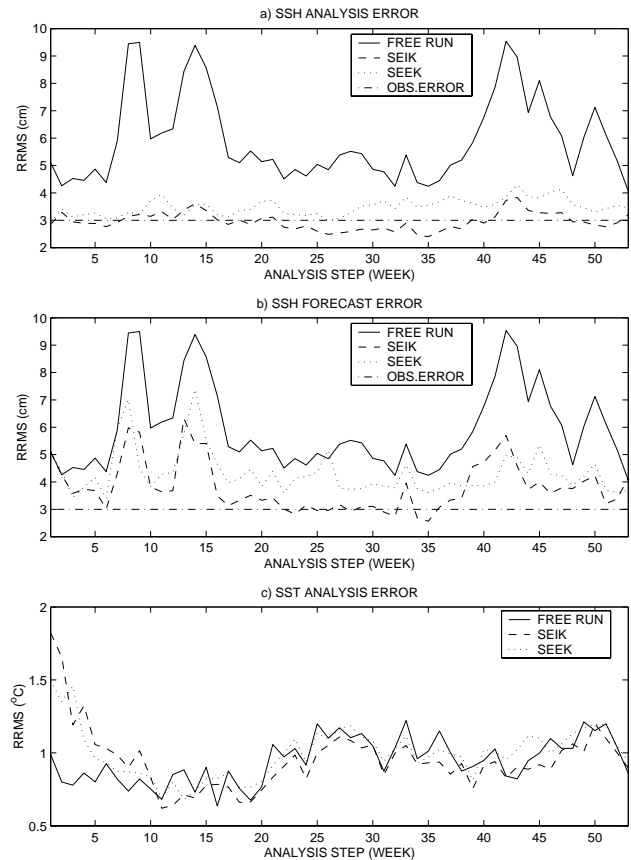 a) SSH ANALYSIS ERROR
10
9
8
7
6
5
4
3
2
RRMS (cm)
FREE RUN
SEIK
SEEK
OBS.ERROR
5 10 15 20 25 30 35 40 45 50
ANALYSIS STEP (WEEK)
b) SSH FORECAST ERROR
10
9
8
7
6
5
4
3
2
RRMS (cm)
FREE RUN
SEIK
SEEK
OBS.ERROR
5 10 15 20 25 30 35 40 45 50
ANALYSIS STEP (WEEK)
c) SST ANALYSIS ERROR
2
1.5
1
0.5
RRMS (°C)
FREE RUN
SEIK
SEEK
5 10 15 20 25 30 35 40 45 50
ANALYSIS STEP (WEEK)